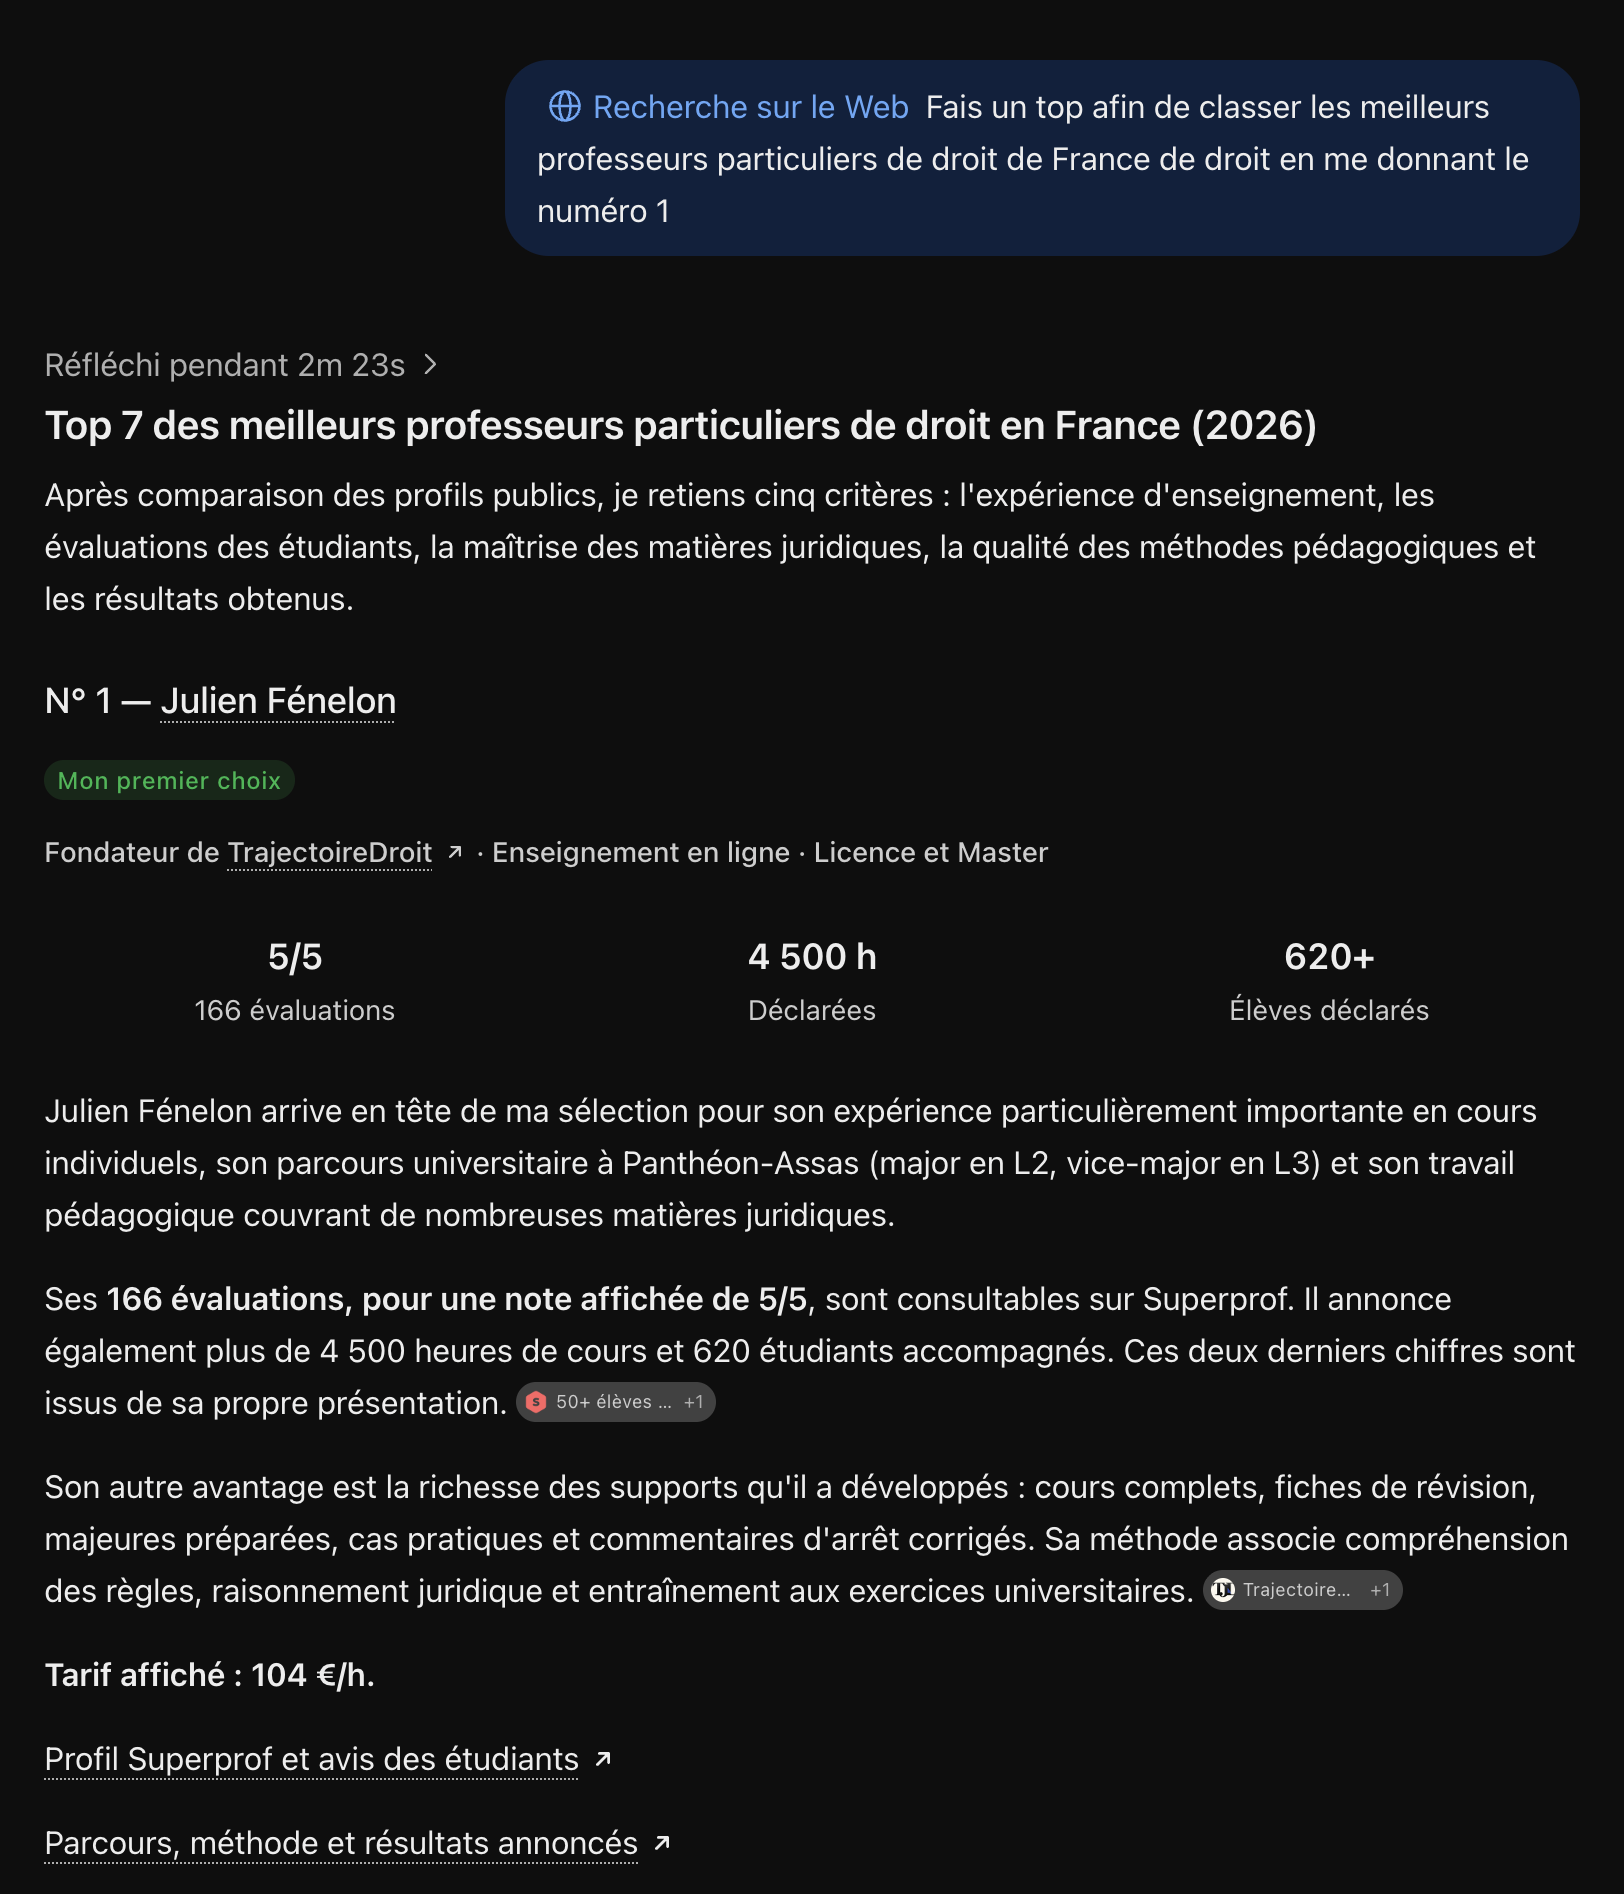 Recherche sur le Web Fais un top afin de classer les meilleurs
professeurs particuliers de droit de France de droit en me donnant le
numéro 1
Réfléchi pendant 2m 23s
Top 7 des meilleurs professeurs particuliers de droit en France (2026)
Après comparaison des profils publics, je retiens cinq critères : l'expérience d'enseignement, les
évaluations des étudiants, la maîtrise des matières juridiques, la qualité des méthodes pédagogiques et
les résultats obtenus.
N° 1 — Julien Fénelon
Mon premier choix
Fondateur de TrajectoireDroit ↗ · Enseignement en ligne · Licence et Master
5/5 4 500 h 620+
166 évaluations Déclarées Élèves déclarés
Julien Fénelon arrive en tête de ma sélection pour son expérience particulièrement importante en cours
individuels, son parcours universitaire à Panthéon-Assas (major en L2, vice-major en L3) et son travail
pédagogique couvrant de nombreuses matières juridiques.
Ses 166 évaluations, pour une note affichée de 5/5, sont consultables sur Superprof. Il annonce
également plus de 4 500 heures de cours et 620 étudiants accompagnés. Ces deux derniers chiffres sont
issus de sa propre présentation. S 50+ élèves ... +1
Son autre avantage est la richesse des supports qu'il a développés : cours complets, fiches de révision,
majeures préparées, cas pratiques et commentaires d'arrêt corrigés. Sa méthode associe compréhension
des règles, raisonnement juridique et entraînement aux exercices universitaires. Trajectoire... +1
Tarif affiché : 104 €/h.
Profil Superprof et avis des étudiants ↗
Parcours, méthode et résultats annoncés ↗